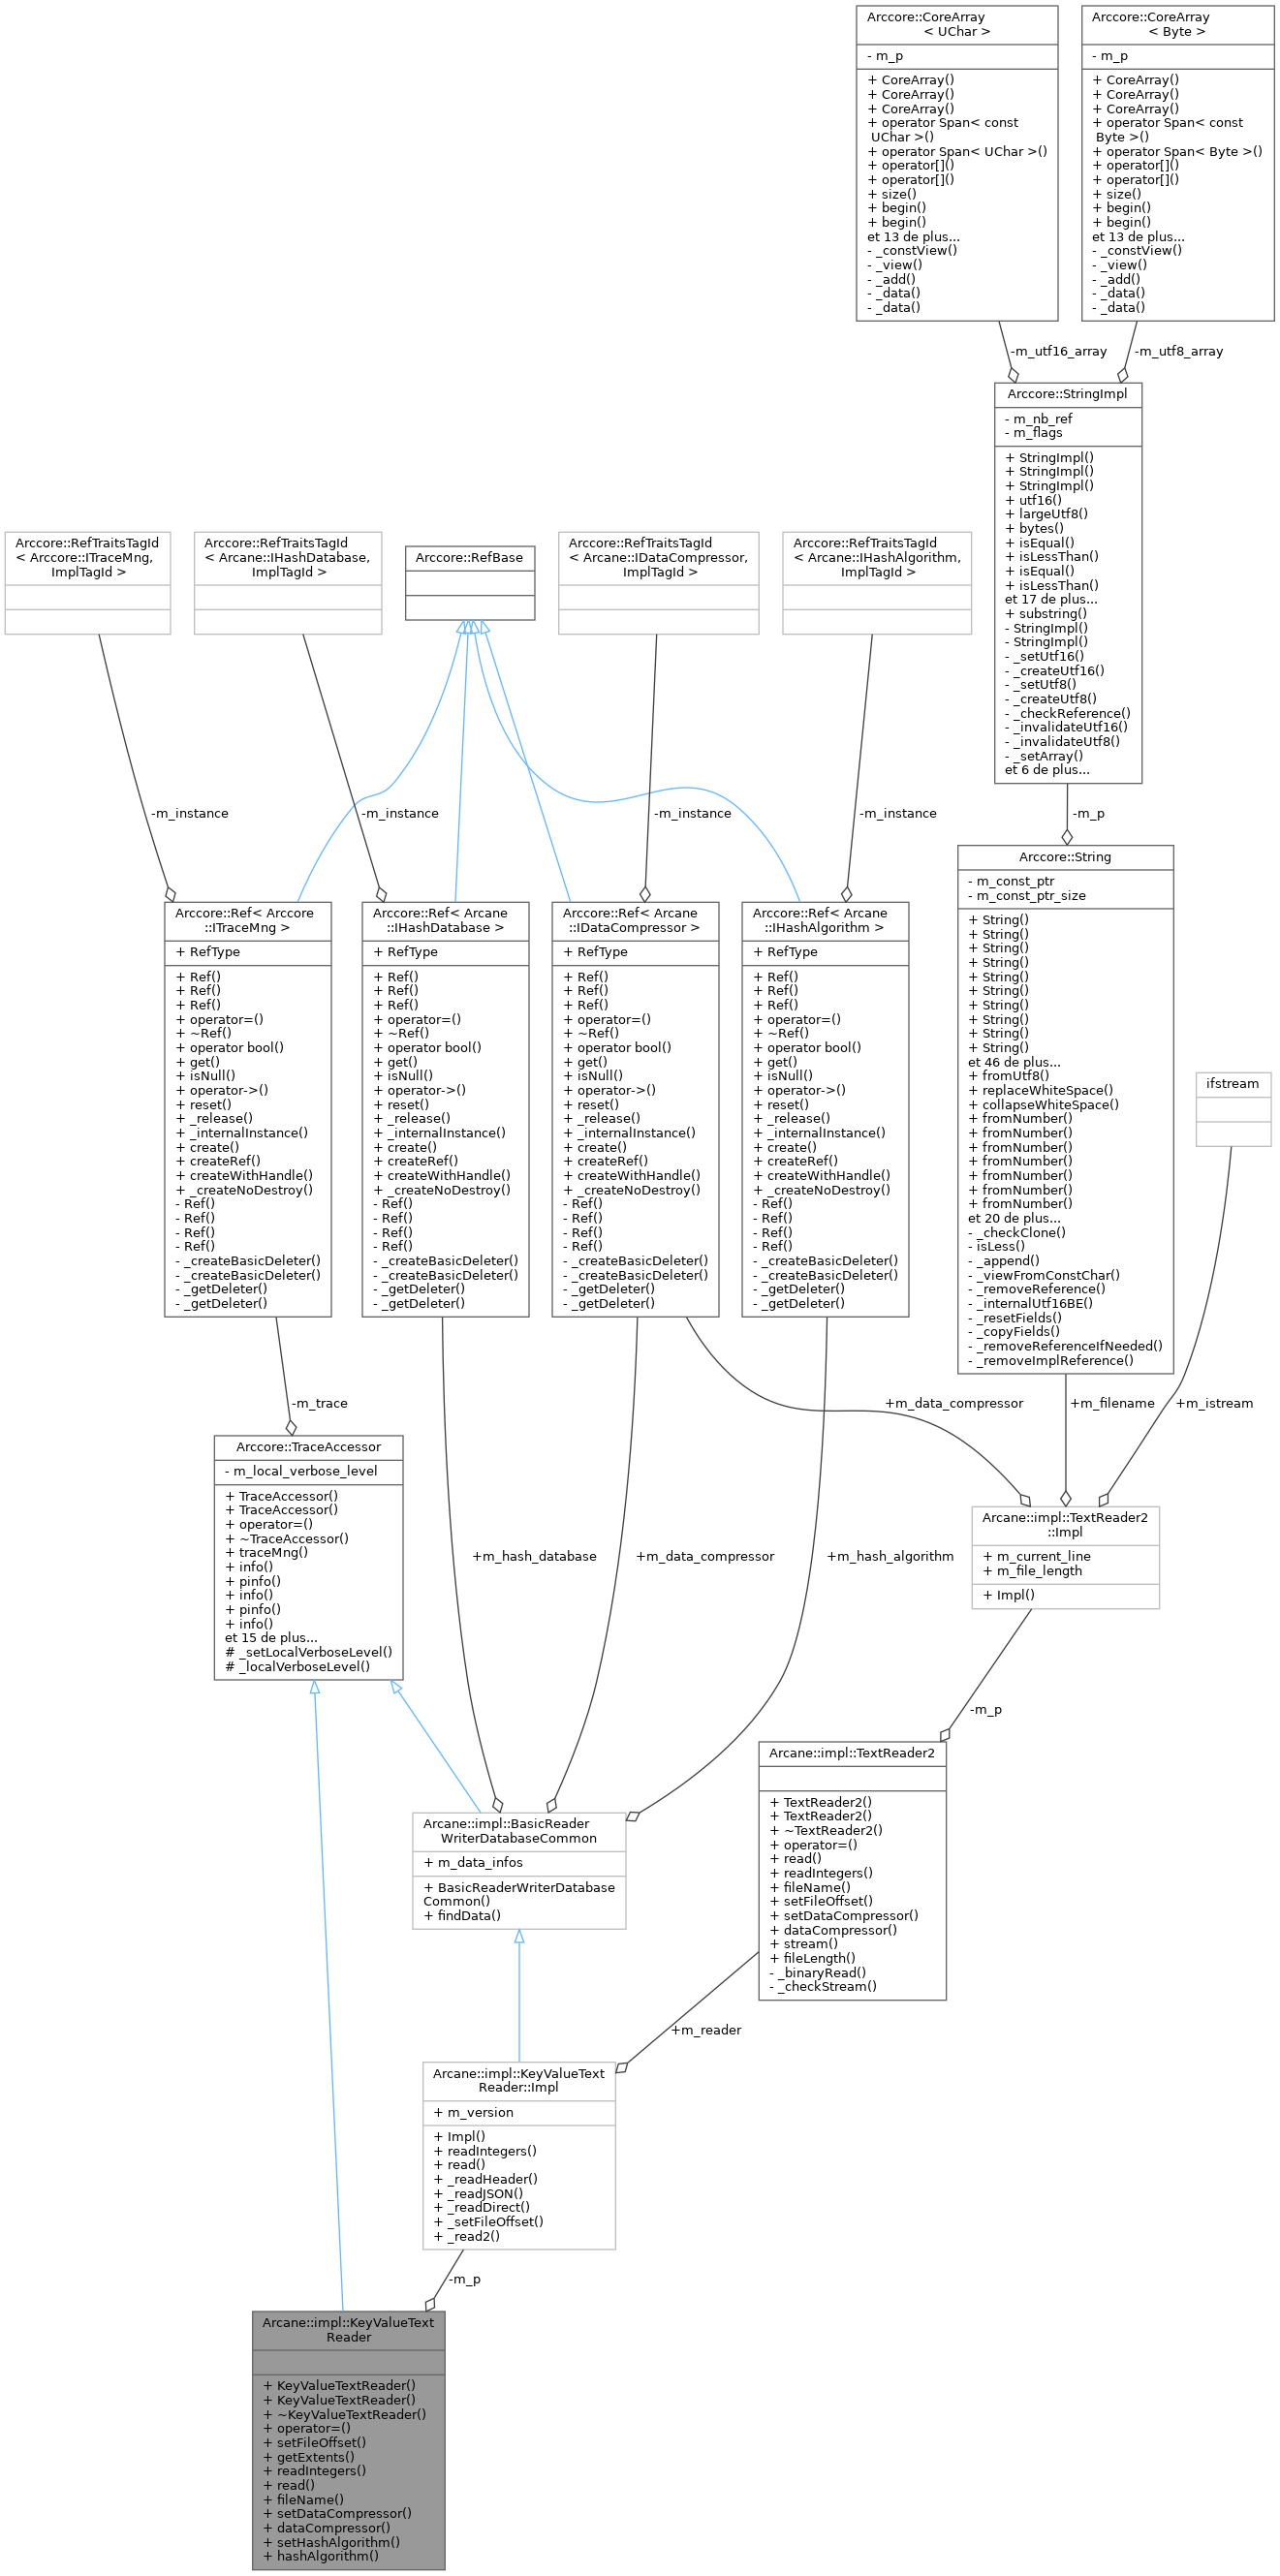 Arccore::CoreArray
< UChar >
- m_p
+ CoreArray()
+ CoreArray()
+ CoreArray()
+ operator Span< const
UChar >()
+ operator Span< UChar >()
+ operator[]()
+ operator[]()
+ size()
+ begin()
+ begin()
et 13 de plus...
- _constView()
- _view()
- _add()
- _data()
- _data()
Arccore::CoreArray
< Byte >
- m_p
+ CoreArray()
+ CoreArray()
+ CoreArray()
+ operator Span< const
Byte >()
+ operator Span< Byte >()
+ operator[]()
+ operator[]()
+ size()
+ begin()
+ begin()
et 13 de plus...
- _constView()
- _view()
- _add()
- _data()
- _data()
-m_utf16_array
-m_utf8_array
Arccore::StringImpl
- m_nb_ref
- m_flags
+ StringImpl()
+ StringImpl()
+ StringImpl()
+ utf16()
+ largeUtf8()
+ bytes()
+ isEqual()
+ isLessThan()
+ isEqual()
+ isLessThan()
et 17 de plus...
+ substring()
- StringImpl()
- StringImpl()
- _setUtf16()
- _createUtf16()
- _setUtf8()
- _createUtf8()
- _checkReference()
- _invalidateUtf16()
- _invalidateUtf8()
- _setArray()
et 6 de plus...
Arccore::RefTraitsTagId
< Arccore::ITraceMng,
ImplTagId >
Arccore::RefTraitsTagId
< Arcane::IHashDatabase,
ImplTagId >
Arccore::RefBase
Arccore::RefTraitsTagId
< Arcane::IDataCompressor,
ImplTagId >
Arccore::RefTraitsTagId
< Arcane::IHashAlgorithm,
ImplTagId >
-m_instance
-m_instance
-m_instance
-m_instance
-m_p
Arccore::Ref< Arccore
::ITraceMng >
+ RefType
+ Ref()
+ Ref()
+ Ref()
+ operator=()
+ ~Ref()
+ operator bool()
+ get()
+ isNull()
+ operator->()
+ reset()
+ _release()
+ _internalInstance()
+ create()
+ createRef()
+ createWithHandle()
+ _createNoDestroy()
- Ref()
- Ref()
- Ref()
- Ref()
- _createBasicDeleter()
- _createBasicDeleter()
- _getDeleter()
- _getDeleter()
Arccore::Ref< Arcane
::IHashDatabase >
+ RefType
+ Ref()
+ Ref()
+ Ref()
+ operator=()
+ ~Ref()
+ operator bool()
+ get()
+ isNull()
+ operator->()
+ reset()
+ _release()
+ _internalInstance()
+ create()
+ createRef()
+ createWithHandle()
+ _createNoDestroy()
- Ref()
- Ref()
- Ref()
- Ref()
- _createBasicDeleter()
- _createBasicDeleter()
- _getDeleter()
- _getDeleter()
Arccore::Ref< Arcane
::IDataCompressor >
+ RefType
+ Ref()
+ Ref()
+ Ref()
+ operator=()
+ ~Ref()
+ operator bool()
+ get()
+ isNull()
+ operator->()
+ reset()
+ _release()
+ _internalInstance()
+ create()
+ createRef()
+ createWithHandle()
+ _createNoDestroy()
- Ref()
- Ref()
- Ref()
- Ref()
- _createBasicDeleter()
- _createBasicDeleter()
- _getDeleter()
- _getDeleter()
Arccore::Ref< Arcane
::IHashAlgorithm >
+ RefType
+ Ref()
+ Ref()
+ Ref()
+ operator=()
+ ~Ref()
+ operator bool()
+ get()
+ isNull()
+ operator->()
+ reset()
+ _release()
+ _internalInstance()
+ create()
+ createRef()
+ createWithHandle()
+ _createNoDestroy()
- Ref()
- Ref()
- Ref()
- Ref()
- _createBasicDeleter()
- _createBasicDeleter()
- _getDeleter()
- _getDeleter()
Arccore::String
- m_const_ptr
- m_const_ptr_size
+ String()
+ String()
+ String()
+ String()
+ String()
+ String()
+ String()
+ String()
+ String()
+ String()
et 46 de plus...
+ fromUtf8()
+ replaceWhiteSpace()
+ collapseWhiteSpace()
+ fromNumber()
+ fromNumber()
+ fromNumber()
+ fromNumber()
+ fromNumber()
+ fromNumber()
+ fromNumber()
et 20 de plus...
- _checkClone()
- isLess()
- _append()
- _viewFromConstChar()
- _removeReference()
- _internalUtf16BE()
- _resetFields()
- _copyFields()
- _removeReferenceIfNeeded()
- _removeImplReference()
ifstream
-m_trace
+m_data_compressor
+m_filename
+m_istream
Arccore::TraceAccessor
- m_local_verbose_level
+ TraceAccessor()
+ TraceAccessor()
+ operator=()
+ ~TraceAccessor()
+ traceMng()
+ info()
+ pinfo()
+ info()
+ pinfo()
+ info()
et 15 de plus...
# _setLocalVerboseLevel()
# _localVerboseLevel()
+m_hash_database
+m_data_compressor
+m_hash_algorithm
Arcane::impl::TextReader2
::Impl
+ m_current_line
+ m_file_length
+ Impl()
-m_p
Arcane::impl::TextReader2
+ TextReader2()
+ TextReader2()
+ ~TextReader2()
+ operator=()
+ read()
+ readIntegers()
+ fileName()
+ setFileOffset()
+ setDataCompressor()
+ dataCompressor()
+ stream()
+ fileLength()
- _binaryRead()
- _checkStream()
Arcane::impl::BasicReader
WriterDatabaseCommon
+ m_data_infos
+ BasicReaderWriterDatabase
Common()
+ findData()
+m_reader
Arcane::impl::KeyValueText
Reader::Impl
+ m_version
+ Impl()
+ readIntegers()
+ read()
+ _readHeader()
+ _readJSON()
+ _readDirect()
+ _setFileOffset()
+ _read2()
-m_p
Arcane::impl::KeyValueText
Reader
+ KeyValueTextReader()
+ KeyValueTextReader()
+ ~KeyValueTextReader()
+ operator=()
+ setFileOffset()
+ getExtents()
+ readIntegers()
+ read()
+ fileName()
+ setDataCompressor()
+ dataCompressor()
+ setHashAlgorithm()
+ hashAlgorithm()